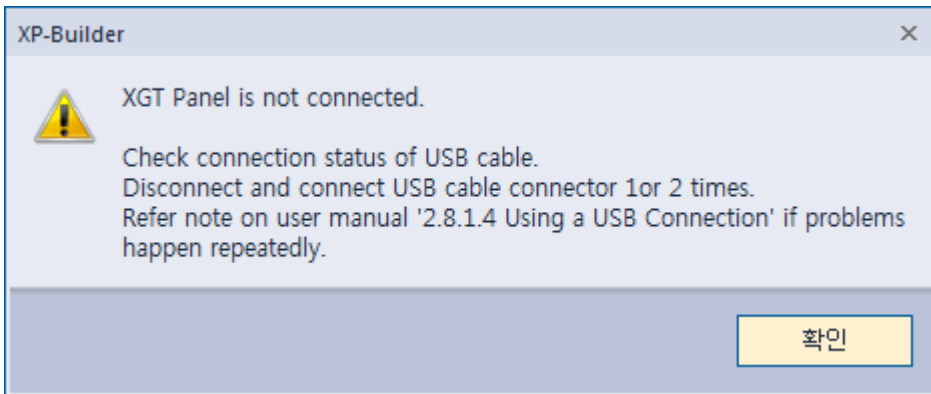 XP-Builder
XGT Panel is not connected.
Check connection status of USB cable.
Disconnect and connect USB cable connector 1or 2 times.
Refer note on user manual '2.8.1.4 Using a USB Connection' if problems
happen repeatedly.
확인